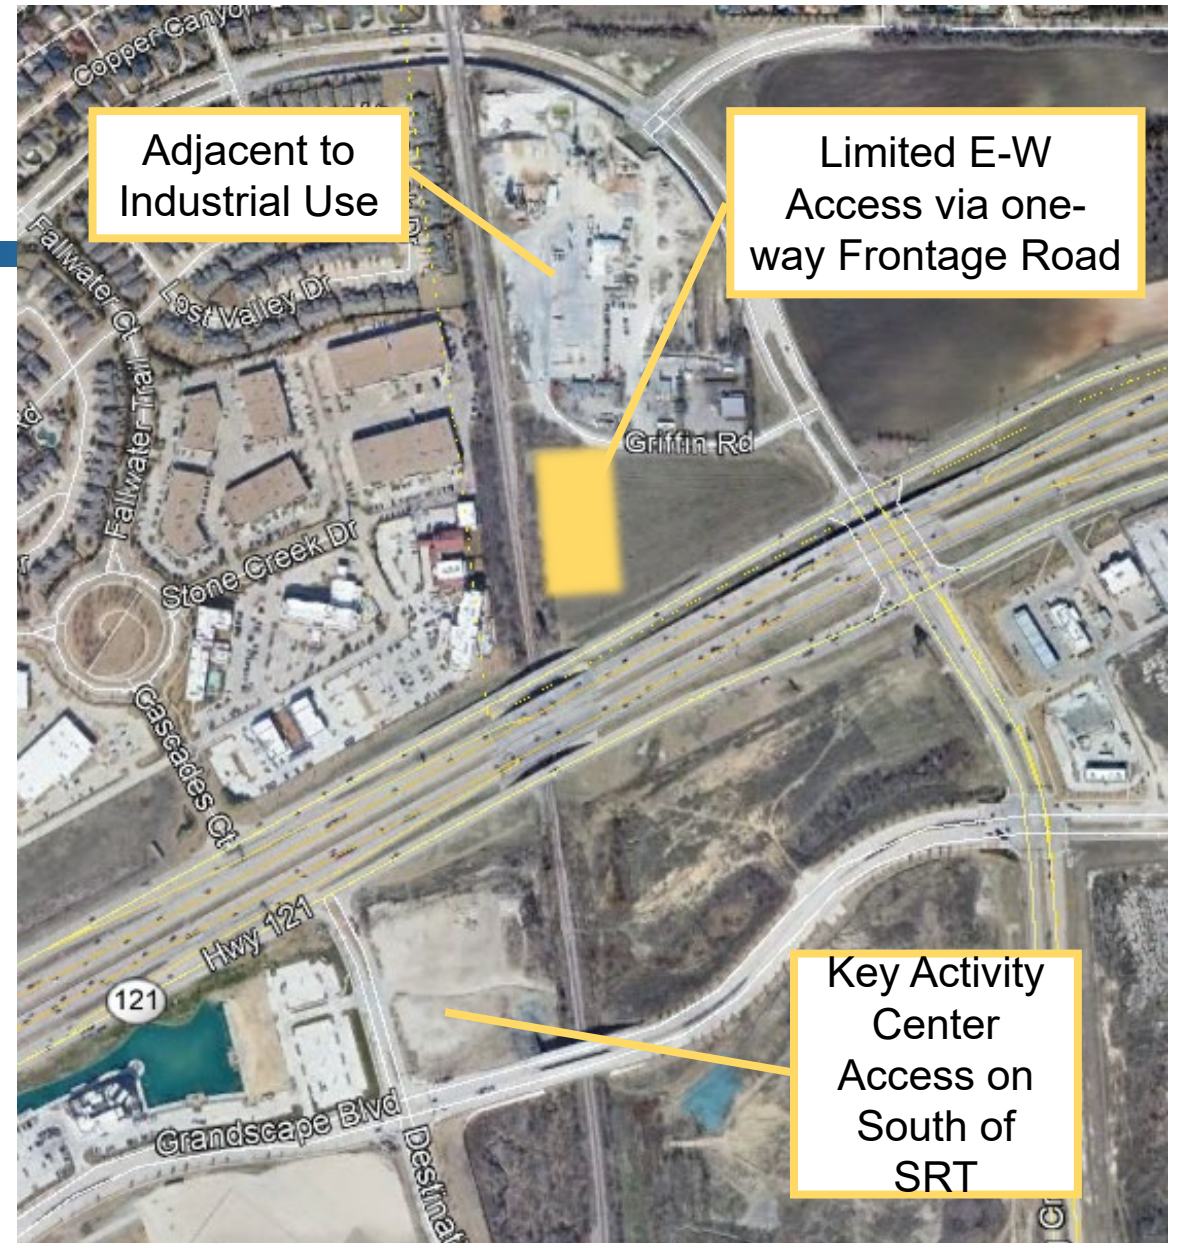 Copper Canyon
Adjacent to
Industrial Use
Limited E-W
Access via one-
way Frontage Road
Fallwater Ct
Lost Valley Dr
Dr
Rd
Fallwater Trail
Griffin Rd
Stone Creek Dr
Cascades Ct
Hwy 121
121
Key Activity
Center
Access on
South of
SRT
Grandscape Blvd
Destinat